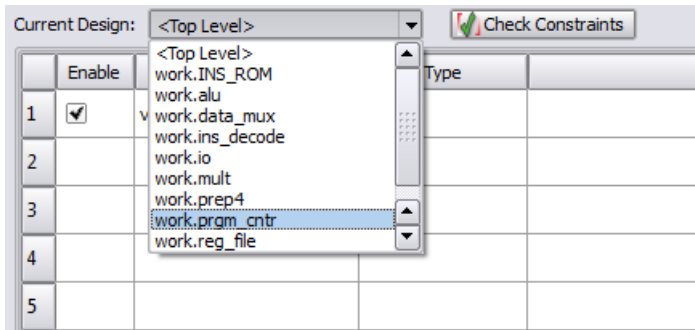 Current Design: <Top Level> Check Constraints
Enable Type
<Top Level>
work.INS_ROM
work.alu
1 v work.data_mux
work.ins_decode
2 work.io
work.mult
work.prep4
3 work.prgm_cntr
work.reg_file
4
5